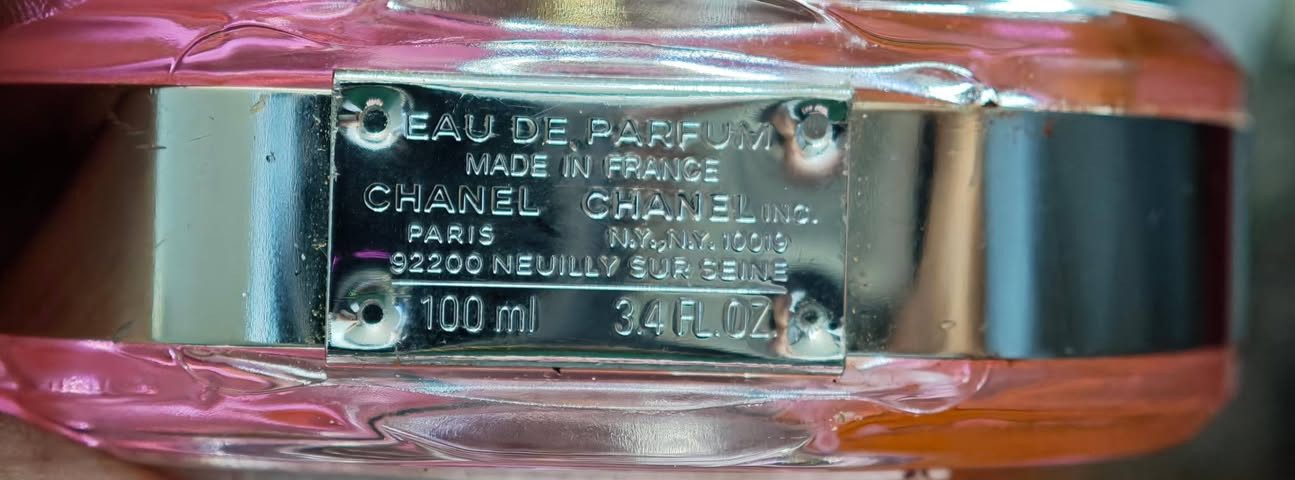 EAU DE PARFUM
MADE IN FRANCE
CHANEL CHANEL INC.
PARIS N.Y., N.Y. 10019
92200 NEUILLY SUR SEINE
100 ml 3.4 FL.OZ